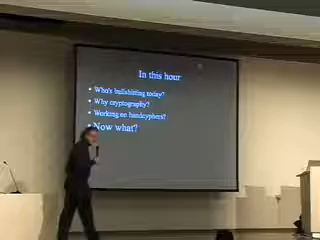 In this hour
• Who's bullshitting today?
• Why cryptography?
• Working on handcyphers?
• Now what?